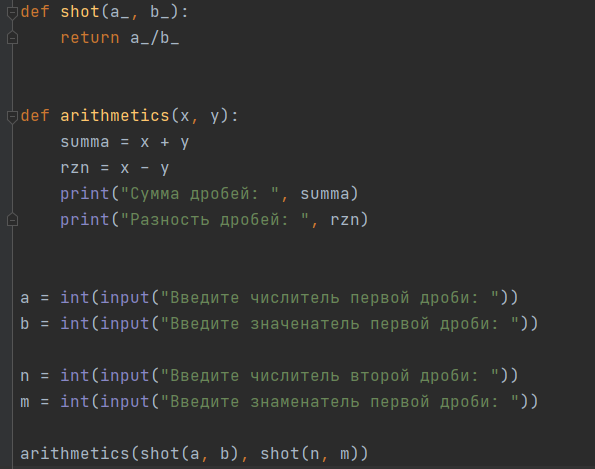 def shot(a_, b_):
    return a_/b_
def arithmetics(x, y):
    summa = x + y
    rzn = x - y
    print("Сумма дробей: ", summa)
    print("Разность дробей: ", rzn)
a = int(input("Введите числитель первой дроби: "))
b = int(input("Введите значенатель первой дроби: "))
n = int(input("Введите числитель второй дроби: "))
m = int(input("Введите знаменатель первой дроби: "))
arithmetics(shot(a, b), shot(n, m))